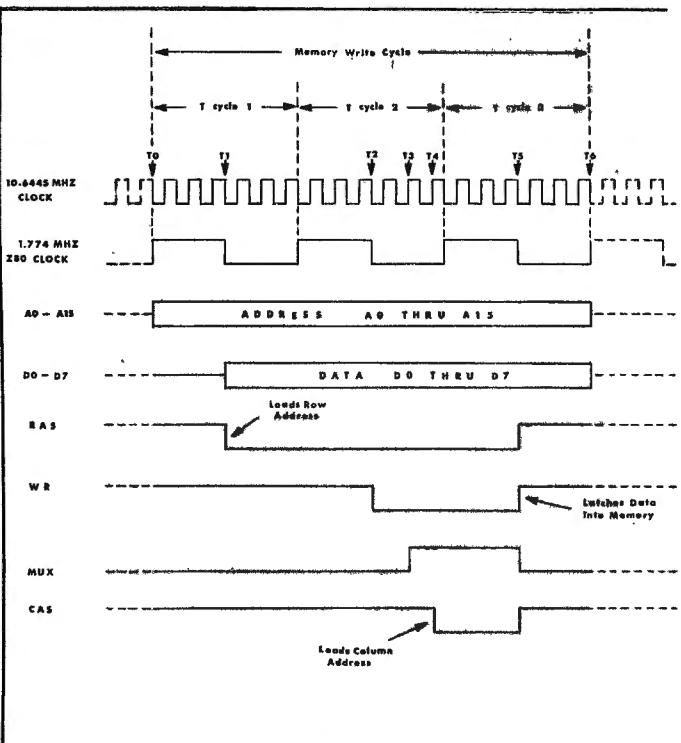 Memory Write Cycle
T cycle 1 T cycle 2 T cycle 3
T0 T1 T2 T3 T4 T5 T6
10.6445 MHZ
CLOCK
1.774 MHZ
Z80 CLOCK
A0 - A15 ADDRESS A0 THRU A15
D0 - D7 DATA D0 THRU D7
Loads Row
Address
RAS
WR
Latches Data
Into Memory
MUX
CAS
Loads Column
Address